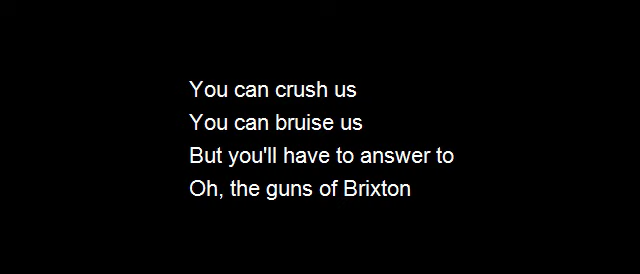 You can crush us
You can bruise us
But you'll have to answer to
Oh, the guns of Brixton